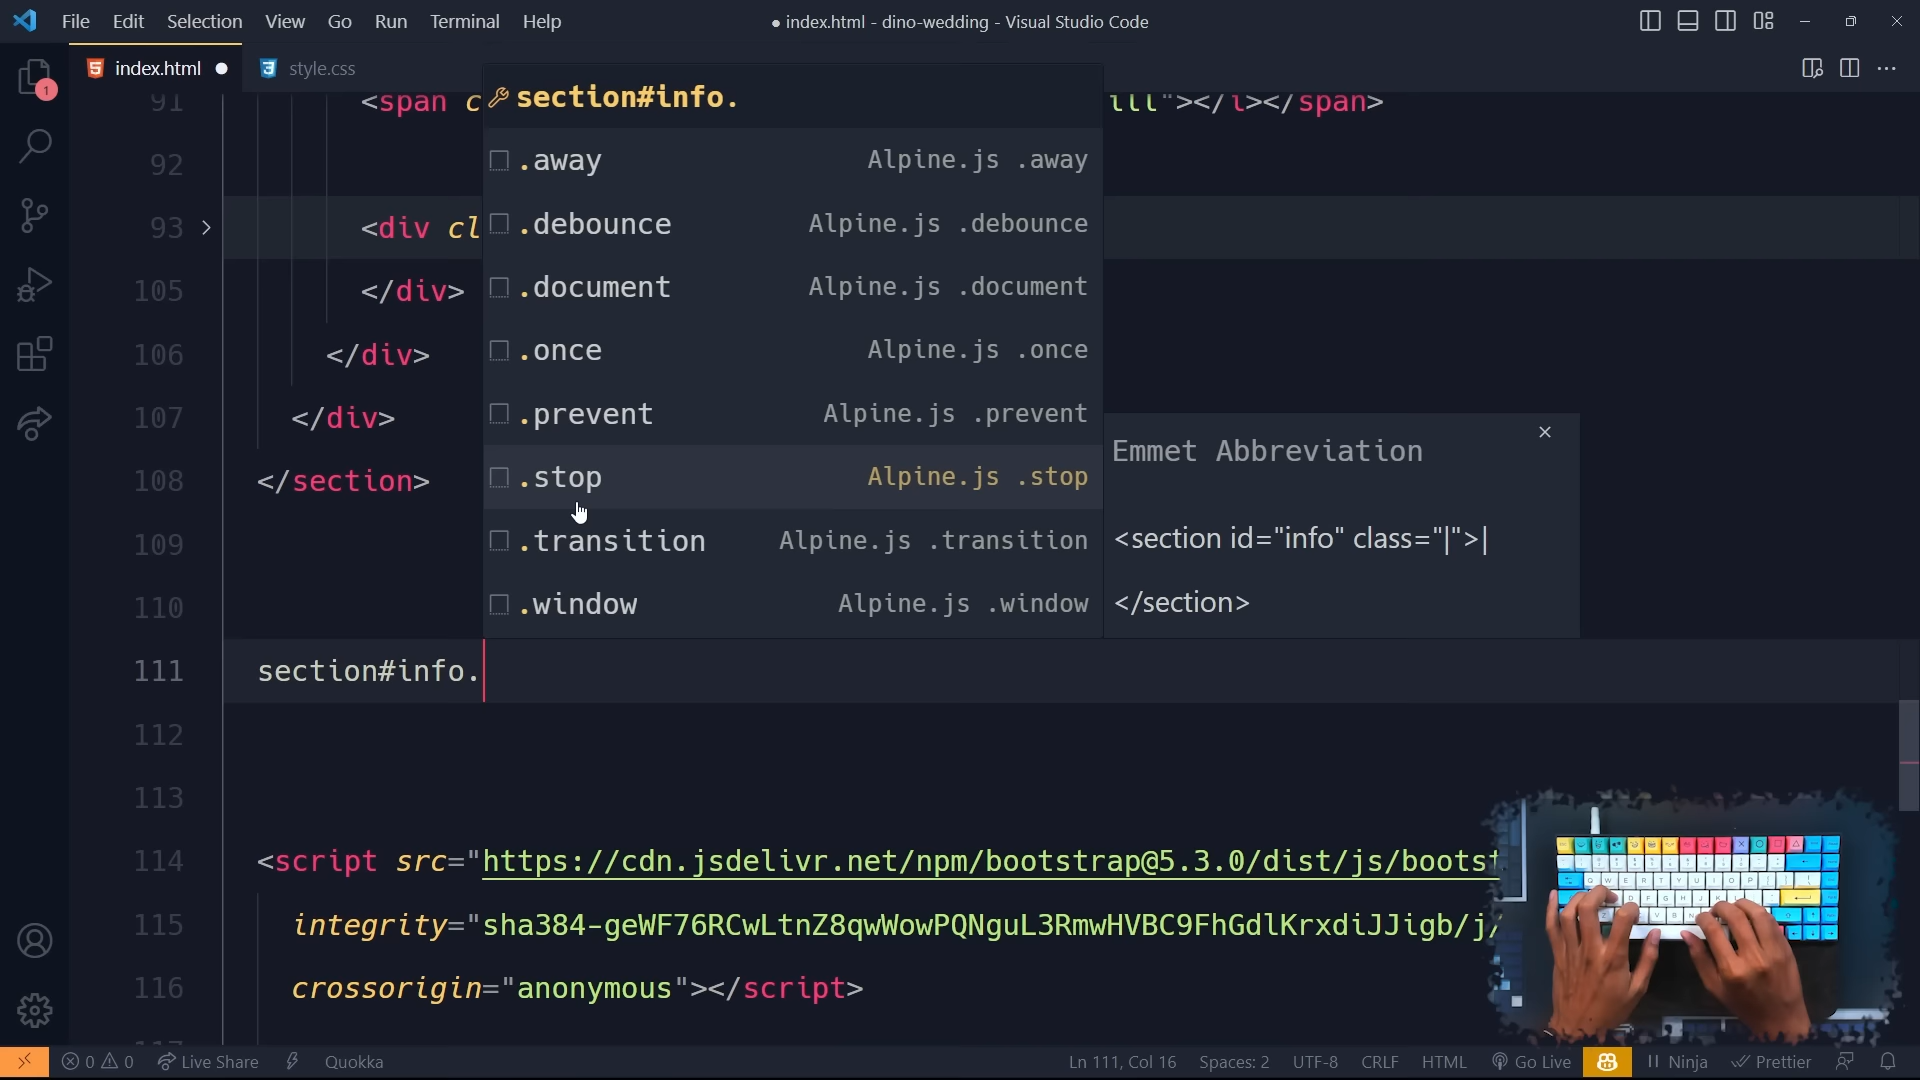 File Edit Selection View Go Run Terminal Help
● index.html - dino-wedding - Visual Studio Code
index.html ●
style.css
1
91 <span c
"></i></span>
92
93 <div cl
105 </div>
106 </div>
107 </div>
108 </section>
109
110
section#info.
.away Alpine.js .away
.debounce Alpine.js .debounce
.document Alpine.js .document
.once Alpine.js .once
.prevent Alpine.js .prevent
.stop Alpine.js .stop
.transition Alpine.js .transition
.window Alpine.js .window
Emmet Abbreviation
<section id="info" class="|">|
</section>
111 section#info.
112
113
114 <script src="https://cdn.jsdelivr.net/npm/bootstrap@5.3.0/dist/js/boots
115 integrity="sha384-geWF76RCwLtnZ8qwWowPQNguL3RmwHVBC9FhGdlKrxdiJJigb/j/
116 crossorigin="anonymous"></script>
0 0 Live Share Quokka
Ln 111, Col 16 Spaces: 2 UTF-8 CRLF HTML Go Live Ninja Prettier